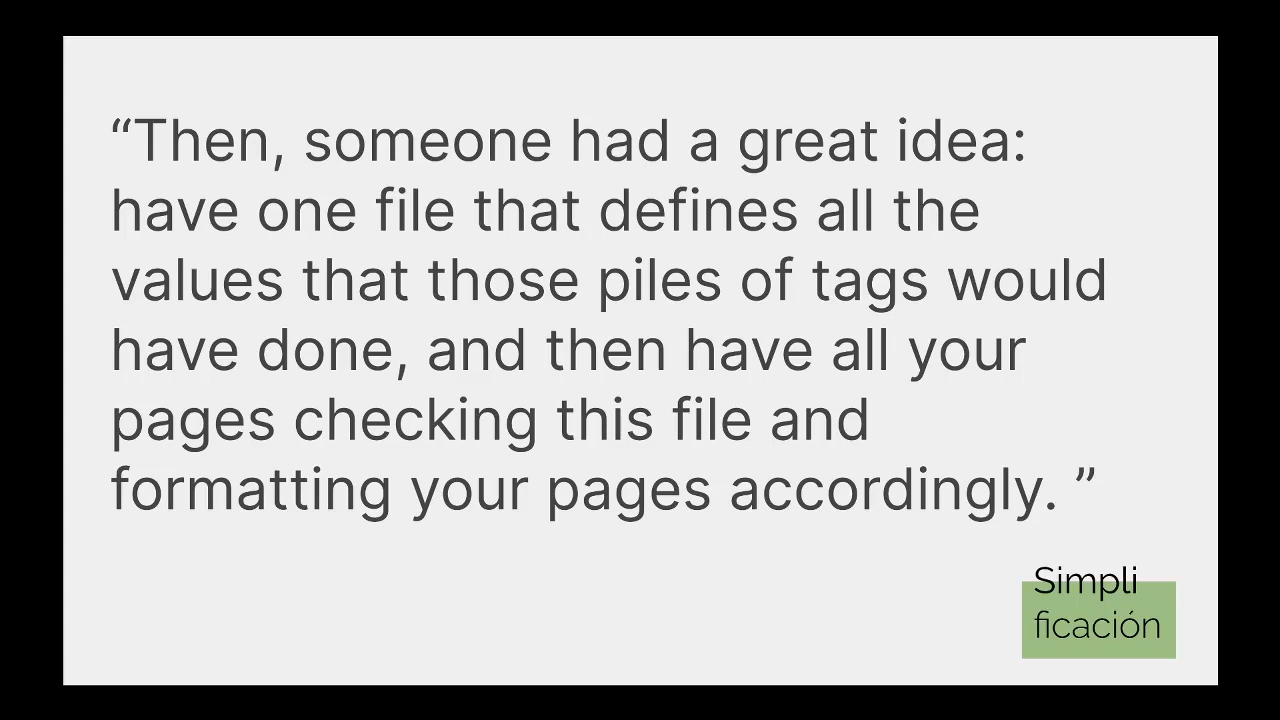 “Then, someone had a great idea:
have one file that defines all the
values that those piles of tags would
have done, and then have all your
pages checking this file and
formatting your pages accordingly. ”
Simpli
ficación